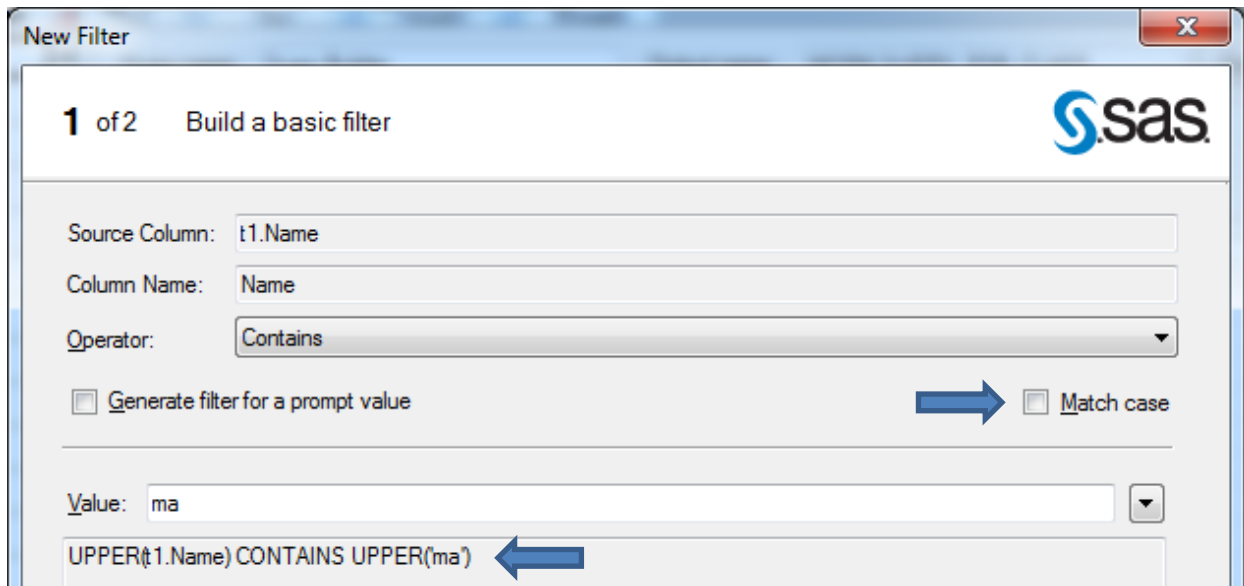 New Filter
1 of 2 Build a basic filter
sas
Source Column: t1.Name
Column Name: Name
Operator: Contains
Generate filter for a prompt value Match case
Value: ma
UPPER(t1.Name) CONTAINS UPPER('ma')